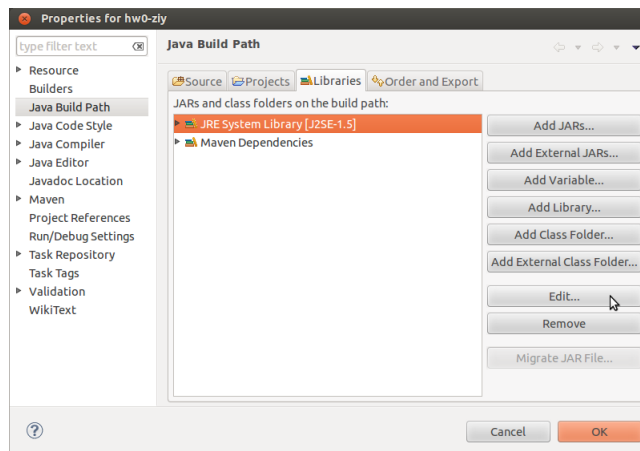 Properties for hw0-ziy
type filter text
Java Build Path
Resource
Builders
Java Build Path
Java Code Style
Java Compiler
Java Editor
Javadoc Location
Maven
Project References
Run/Debug Settings
Task Repository
Task Tags
Validation
WikiText
Source Projects Libraries Order and Export
JARs and class folders on the build path:
JRE System Library [J2SE-1.5]
Maven Dependencies
Add JARs...
Add External JARs...
Add Variable...
Add Library...
Add Class Folder...
Add External Class Folder...
Edit...
Remove
Migrate JAR File...
Cancel OK